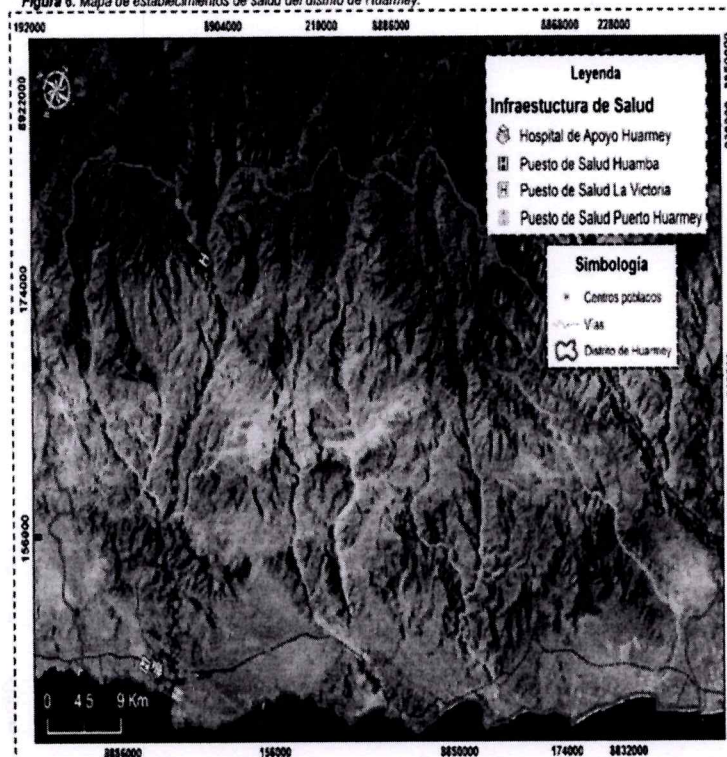 Figura 6. Mapa de establecimientos de salud del distrito de Huarmey.
192000 8904000 210000 8886000 8868000 228000
8922000
174000
156000
Leyenda
Infraestuctura de Salud
Hospital de Apoyo Huarmey
Puesto de Salud Huamba
Puesto de Salud La Victoria
Puesto de Salud Puerto Huarmey
Simbología
Centros poblacos
Vías
Distrito de Huarmey
H
0 4.5 9 Km
8886000 156000 8850000 174000 8832000